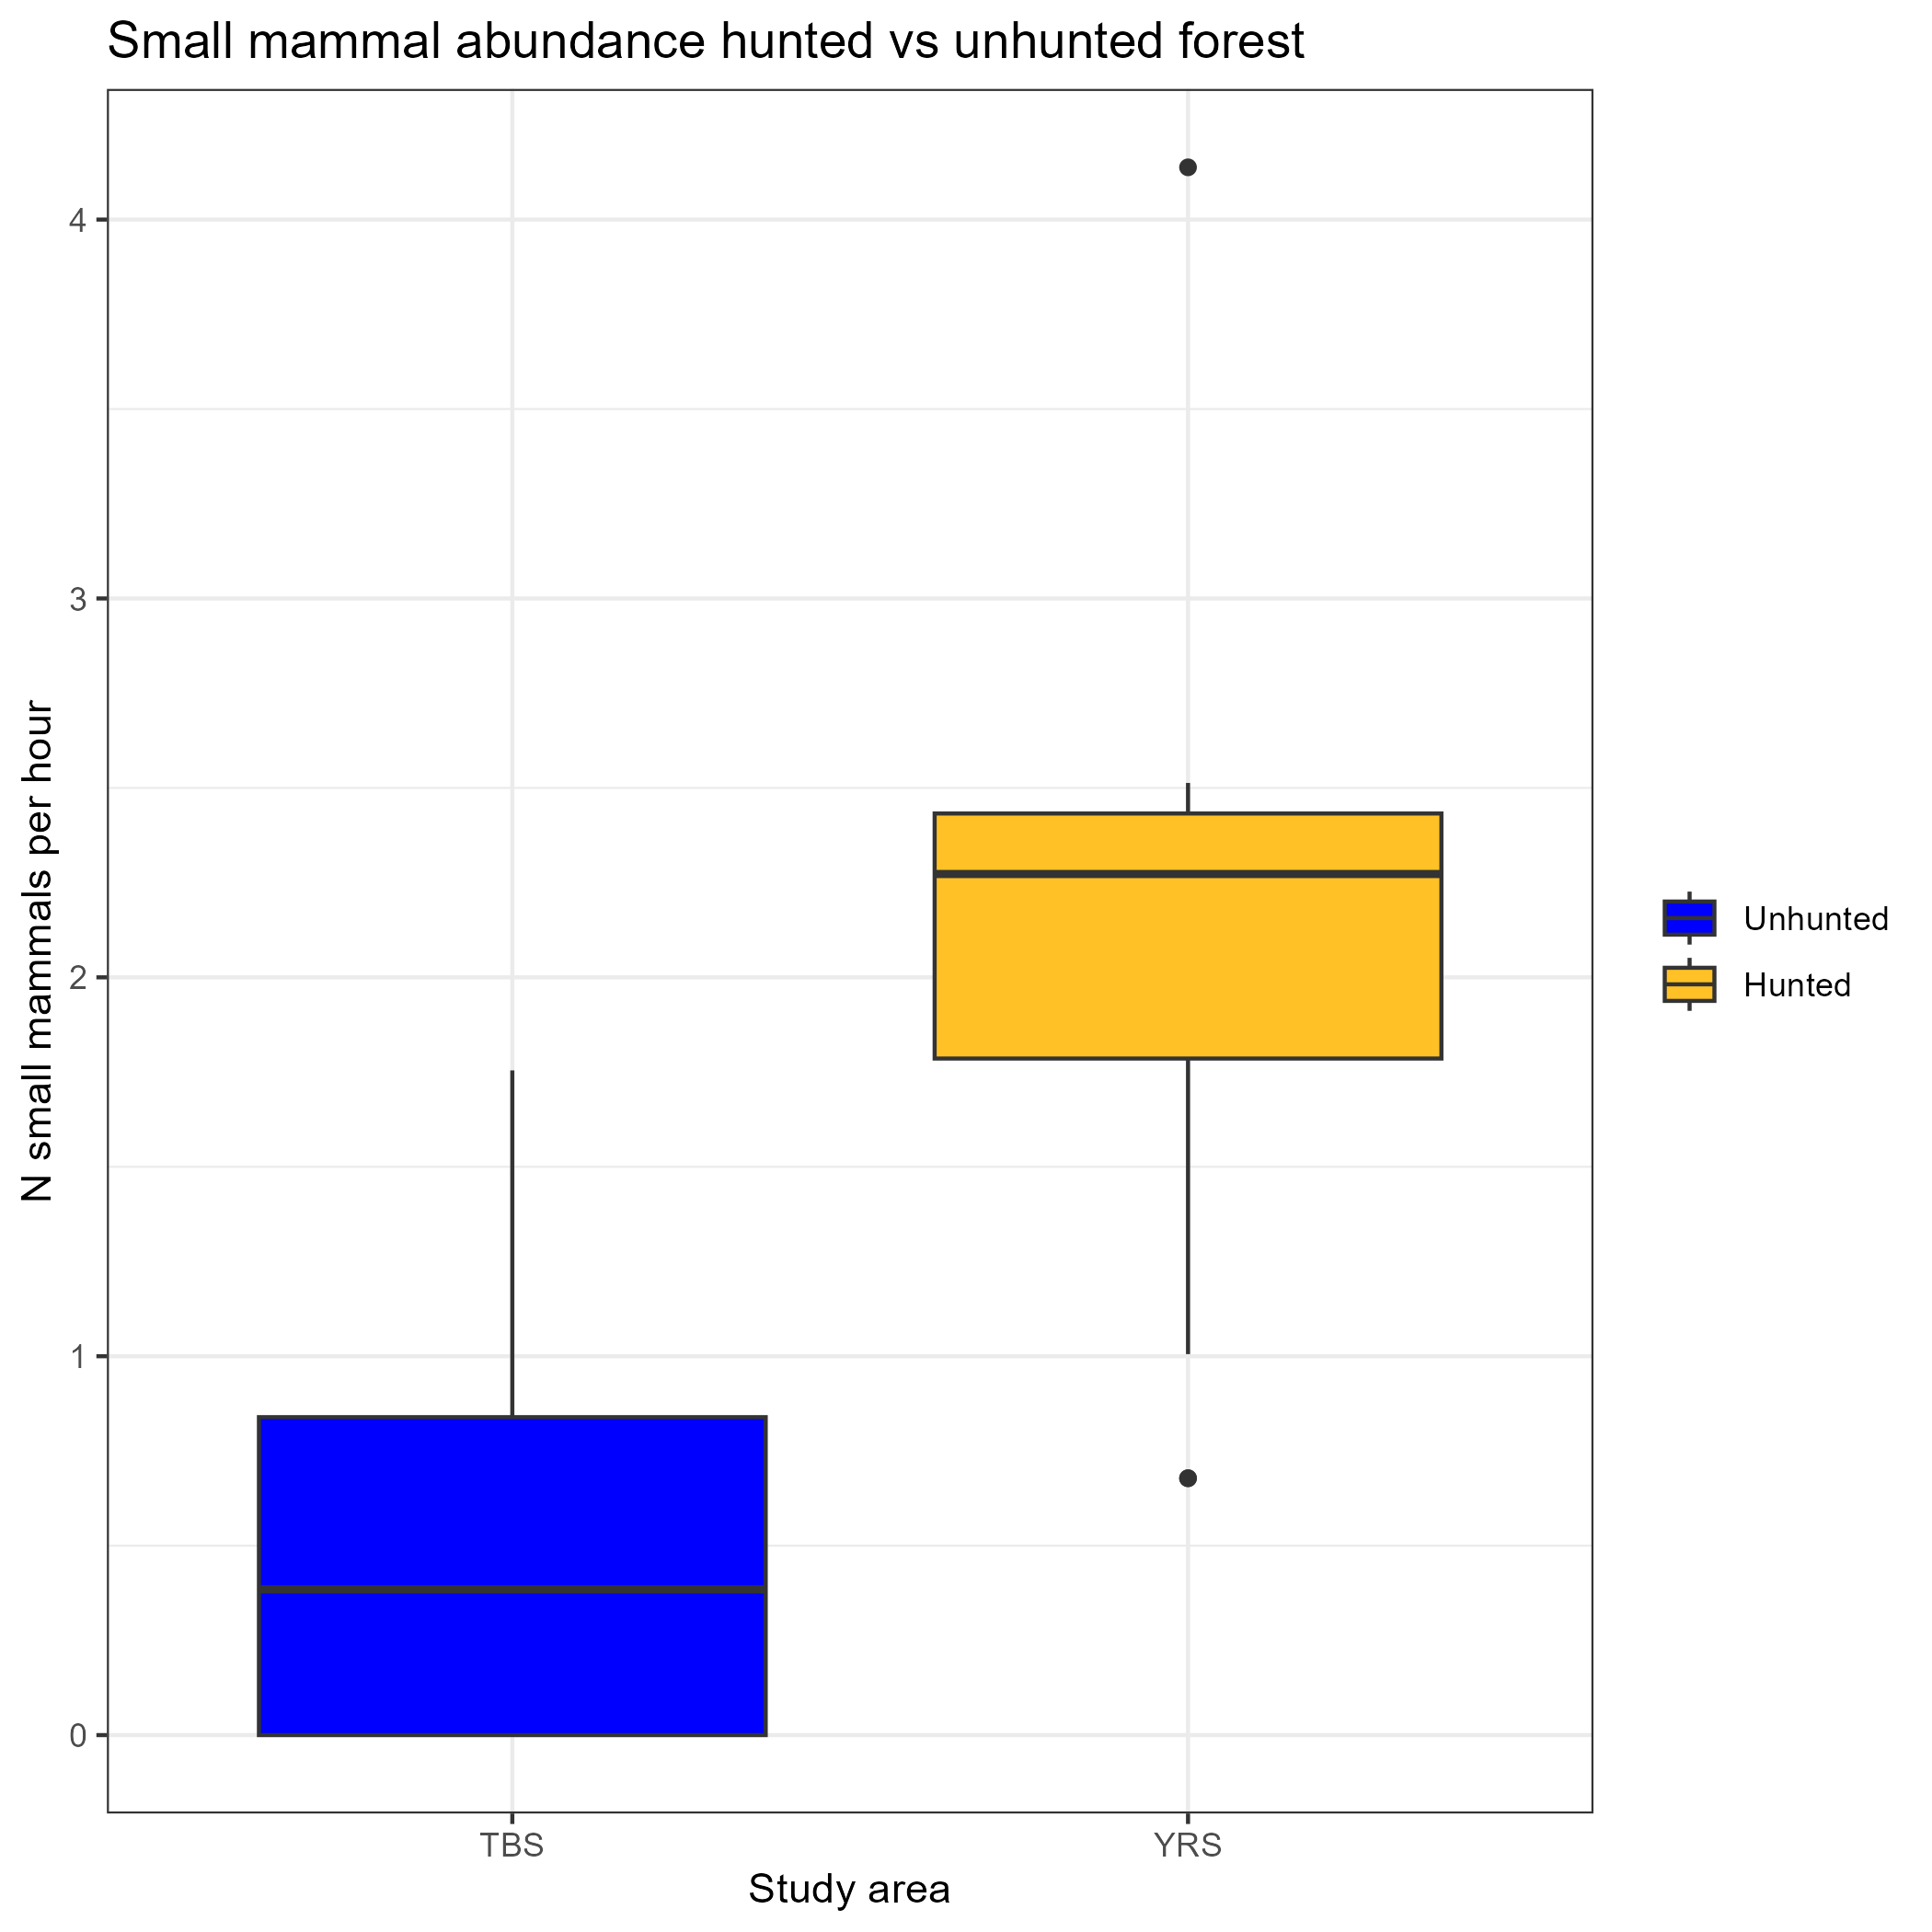 Small mammal abundance hunted vs unhunted forest
N small mammals per hour
4
3
2
1
0
TBS
YRS
Study area
Unhunted
Hunted